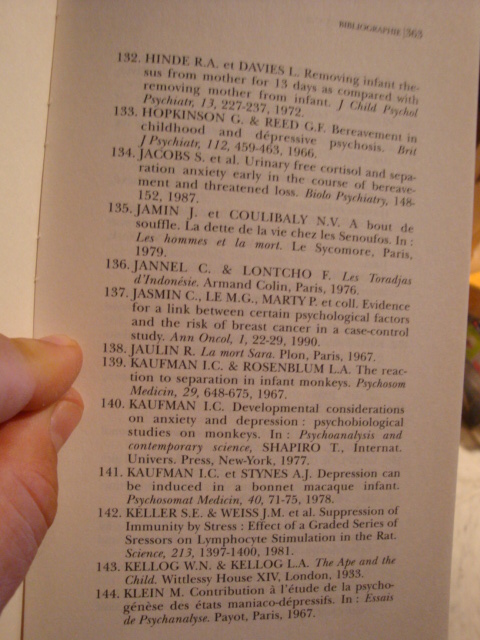 BIBLIOGRAPHIE |363
132. HINDE R.A. et DAVIES L. Removing infant rhe-
sus from mother for 13 days as compared with
removing mother from infant. J Child Psychol
Psychiatr, 13, 227-237, 1972.
133. HOPKINSON G. & REED G.F. Bereavement in
childhood and dépressive psychosis. Brit
J Psychiatr, 112, 459-463, 1966.
134. JACOBS S. et al. Urinary free cortisol and sepa-
ration anxiety early in the course of bereave-
ment and threatened loss. Biolo Psychiatry, 148-
152, 1987.
135. JAMIN J. et COULIBALY N.V. A bout de
souffle. La dette de la vie chez les Senoufos. In :
Les hommes et la mort. Le Sycomore, Paris,
1979.
136. JANNEL C. & LONTCHO F. Les Toradjas
d'Indonésie. Armand Colin, Paris, 1976.
137. JASMIN C., LE M.G., MARTY P. et coll. Evidence
for a link between certain psychological factors
and the risk of breast cancer in a case-control
study. Ann Oncol, 1, 22-29, 1990.
138. JAULIN R. La mort Sara. Plon, Paris, 1967.
139. KAUFMAN I.C. & ROSENBLUM L.A. The reac-
tion to separation in infant monkeys. Psychosom
Medicin, 29, 648-675, 1967.
140. KAUFMAN I.C. Developmental considerations
on anxiety and depression : psychobiological
studies on monkeys. In : Psychoanalysis and
contemporary science, SHAPIRO T., Internat.
Univers. Press, New-York, 1977.
141. KAUFMAN I.C. et STYNES A.J. Depression can
be induced in a bonnet macaque infant.
Psychosomat Medicin, 40, 71-75, 1978.
142. KELLER S.E. & WEISS J.M. et al. Suppression of
Immunity by Stress : Effect of a Graded Series of
Sressors on Lymphocyte Stimulation in the Rat.
Science, 213, 1397-1400, 1981.
143. KELLOG W.N. & KELLOG L.A. The Ape and the
Child. Wittlessy House XIV, London, 1933.
144. KLEIN M. Contribution à l'étude de la psycho-
génèse des états maniaco-dépressifs. In : Essais
de Psychanalyse. Payot, Paris, 1967.